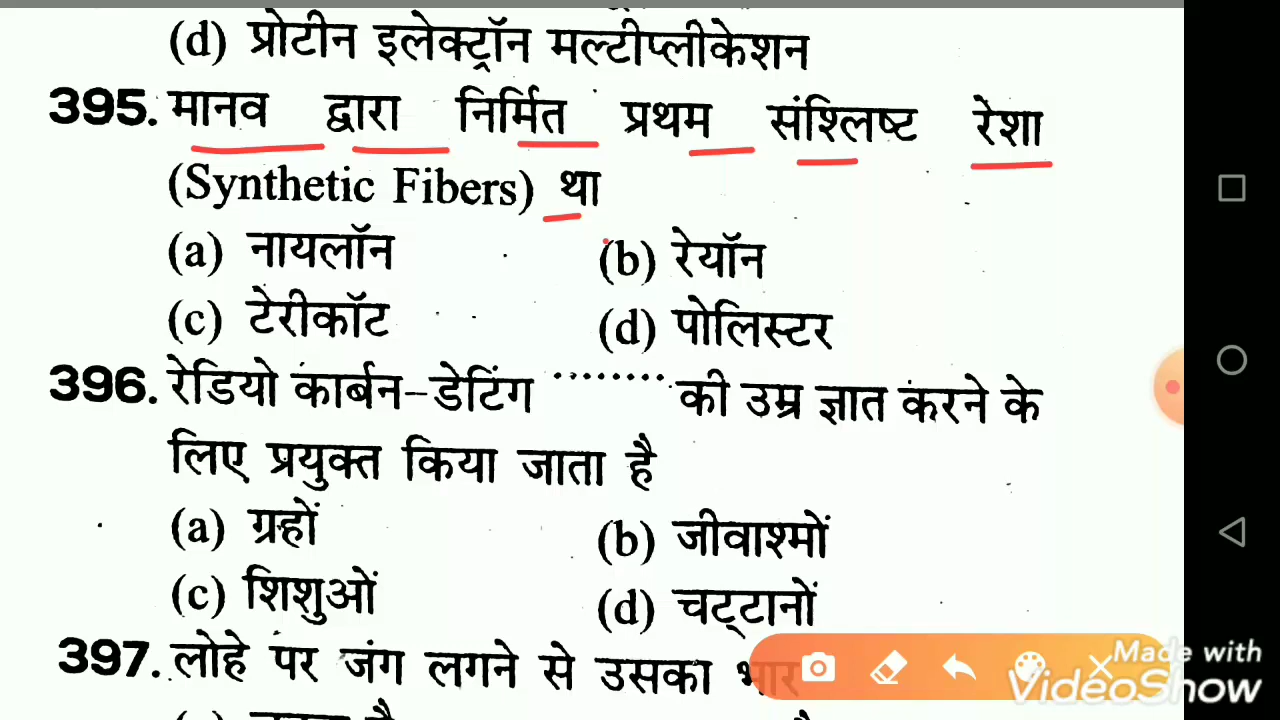 (d) प्रोटीन इलेक्ट्रॉन मल्टीप्लीकेशन
395. मानव द्वारा निर्मित प्रथम संश्लिष्ट रेशा
(Synthetic Fibers) था
(a) नायलॉन (b) रेयॉन
(c) टेरीकॉट (d) पोलिस्टर
396. रेडियो कार्बन-डेटिंग ........ की उम्र ज्ञात करने के
लिए प्रयुक्त किया जाता है
(a) ग्रहों (b) जीवाश्मों
(c) शिशुओं (d) चट्टानों
397. लोहे पर जंग लगने से उसका भार
Made with
VideoShow